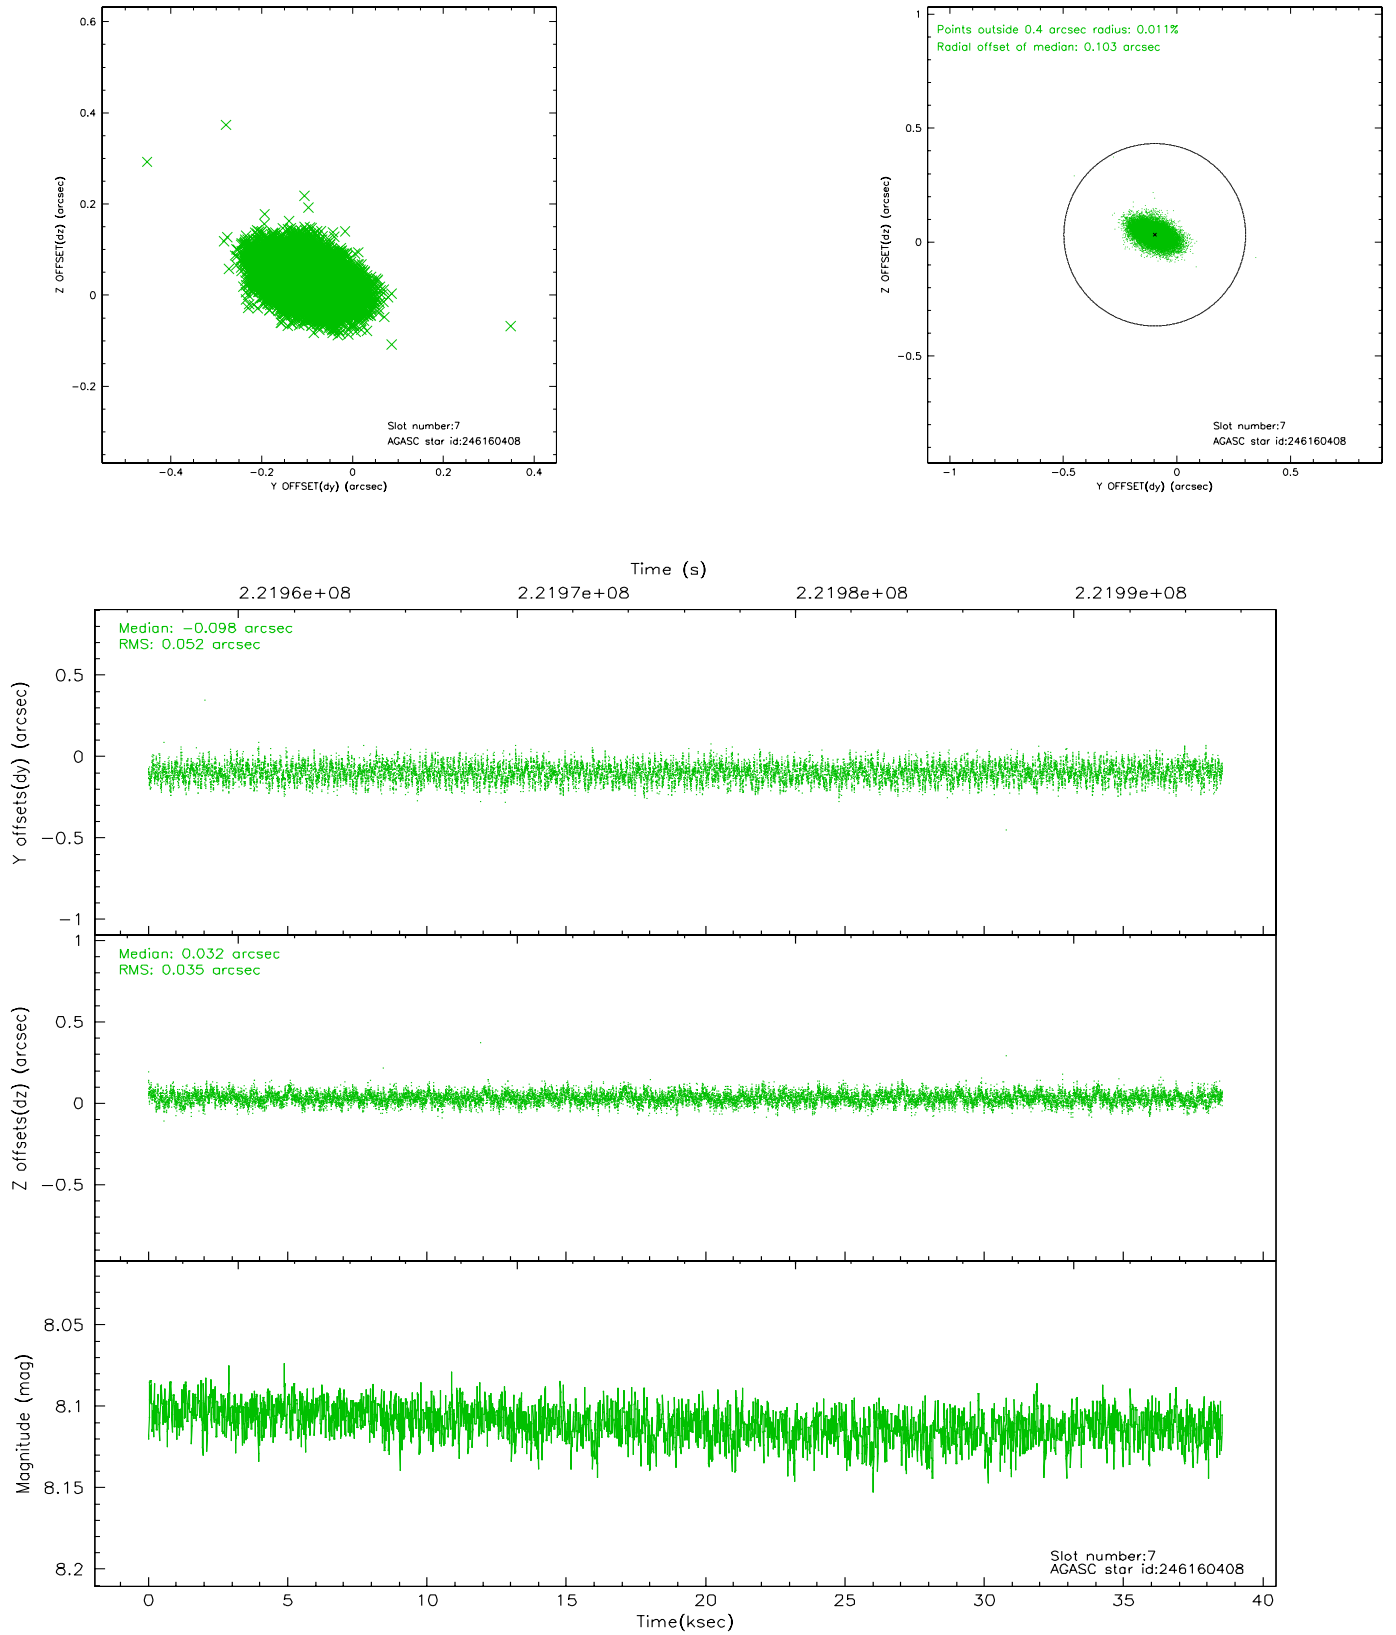 0.6
0.4
0.2
0
−0.2
Z OFFSET(dz) (arcsec)
Slot number:7
AGASC star id:246160408
−0.4
−0.2
0
0.2
0.4
Y OFFSET(dy) (arcsec)
Points outside 0.4 arcsec radius: 0.011%
Radial offset of median: 0.103 arcsec
1
0.5
0
−0.5
Z OFFSET(dz) (arcsec)
Slot number:7
AGASC star id:246160408
−1
−0.5
0
0.5
Y OFFSET(dy) (arcsec)
Time (s)
2.2196e+08
2.2197e+08
2.2198e+08
2.2199e+08
Median: −0.098 arcsec
RMS: 0.052 arcsec
0.5
0
−0.5
−1
Y offsets(dy) (arcsec)
Median: 0.032 arcsec
RMS: 0.035 arcsec
1
0.5
0
−0.5
Z offsets(dz) (arcsec)
8.05
8.1
8.15
8.2
Magnitude (mag)
Slot number:7
AGASC star id:246160408
0
5
10
15
20
25
30
35
40
Time(ksec)